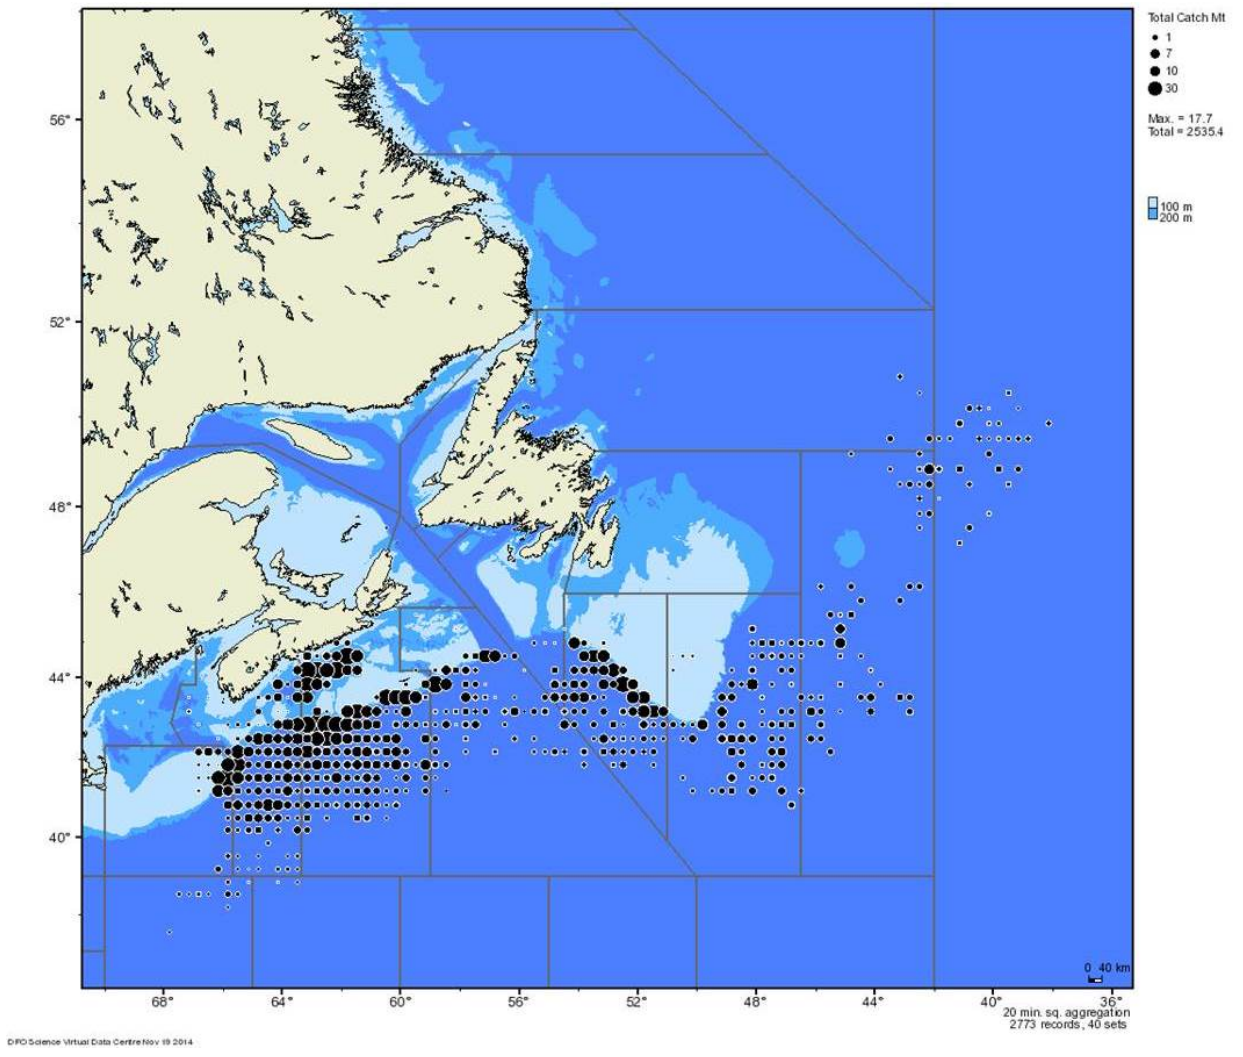 Total Catch Mt
1
7
10
30
Max. = 17.7
Total = 2535.4
100 m
200 m
56°
52°
48°
44°
40°
0 40 km
68° 64° 60° 56° 52° 48° 44° 40° 36°
20 min. sq. aggregation
2773 records, 40 sets
DFO Science Virtual Data Centre Nov 19 2014